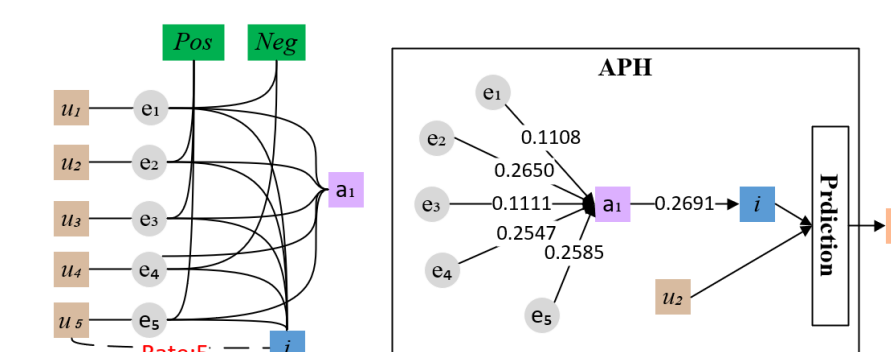 Pos Neg
APH
u1 e1
u2 e2
u3 e3
u4 e4
u5 e5
a1
i
e1
e2
e3
e4
e5
0.1108
0.2650
0.1111
0.2547
0.2585
a1
0.2691
i
u2
Prdiction